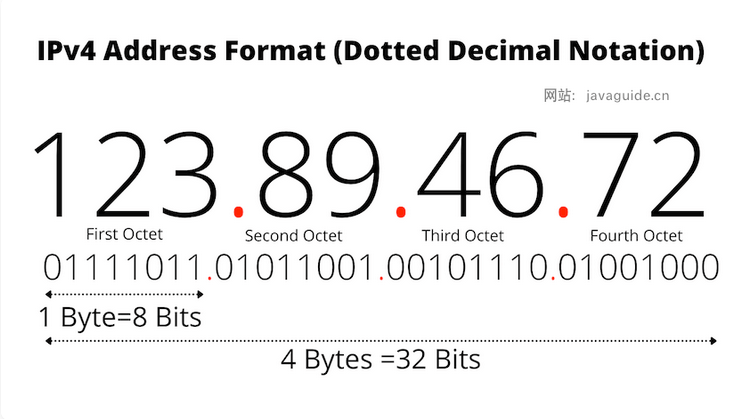 IPv4 Address Format (Dotted Decimal Notation)
网站: javaguide.cn
123.89.46.72
First Octet Second Octet Third Octet Fourth Octet
01111011.01011001.00101110.01001000
1 Byte=8 Bits
4 Bytes =32 Bits